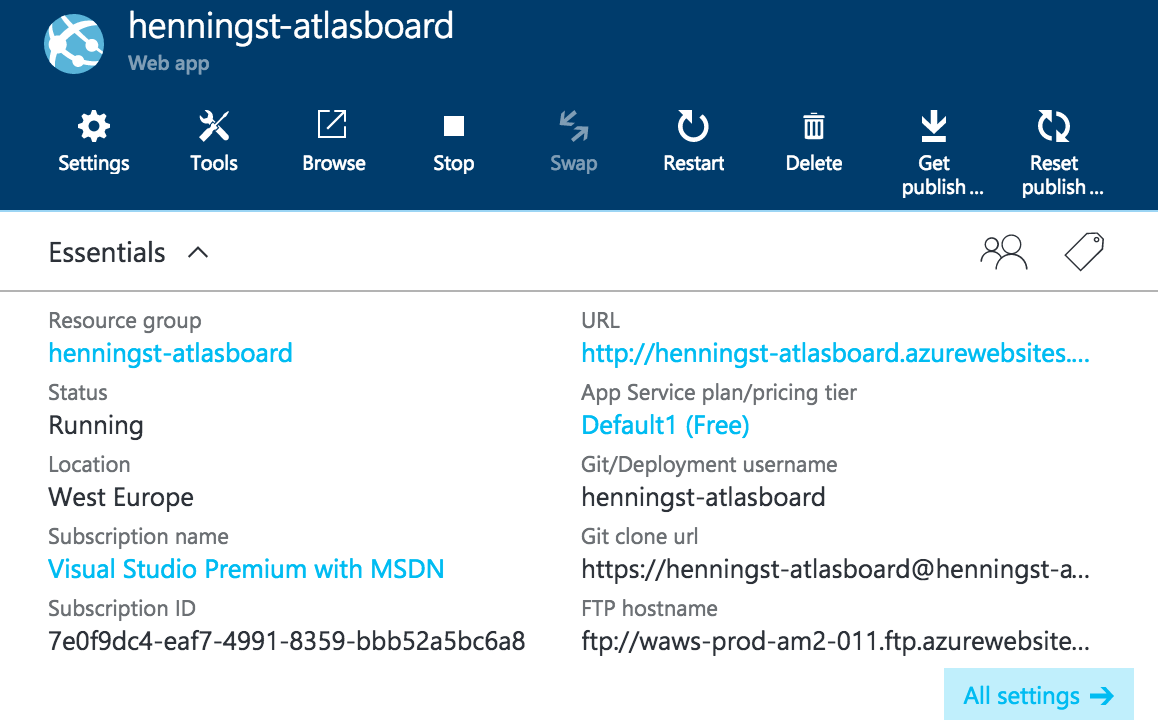 henningst-atlasboard
Web app
Settings
Tools
Browse
Stop
Swap
Restart
Delete
Get
publish ...
Reset
publish ...
Essentials
Resource group
henningst-atlasboard
Status
Running
Location
West Europe
Subscription name
Visual Studio Premium with MSDN
Subscription ID
7e0f9dc4-eaf7-4991-8359-bbb52a5bc6a8
URL
http://henningst-atlasboard.azurewebsites....
App Service plan/pricing tier
Default1 (Free)
Git/Deployment username
henningst-atlasboard
Git clone url
https://henningst-atlasboard@henningst-a...
FTP hostname
ftp://waws-prod-am2-011.ftp.azurewebsite...
All settings